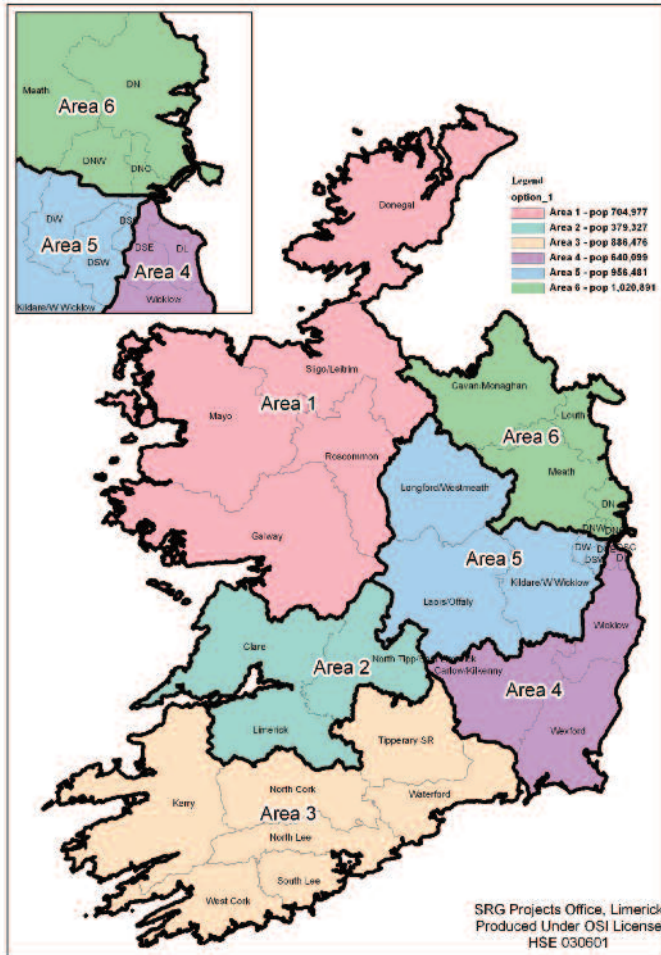 DN
Meath
Area 6
DNW
DNC
DW
DSC
Area 5
DSE
DL
DSW
Area 4
Wicklow
Kildare/W Wicklow
Donegal
Legend
option_1
Area 1 - pop 704,977
Area 2 - pop 379,327
Area 3 - pop 886,476
Area 4 - pop 640,099
Area 5 - pop 956,481
Area 6 - pop 1,020,891
Sligo/Leitrim
Cavan/Monaghan
Mayo
Area 1
Louth
Area 6
Roscommon
Meath
Longford/Westmeath
DN
DNW
Galway
Area 5
DW
DSW
Kildare/W Wicklow
Laois/Offaly
Wicklow
Clare
Area 2
North Tipp/
Carlow/Kilkenny
Area 4
Limerick
Wexford
Tipperary SR
North Cork
Waterford
Kerry
Area 3
North Lee
South Lee
West Cork
SRG Projects Office, Limerick
Produced Under OSI License
HSE 030601